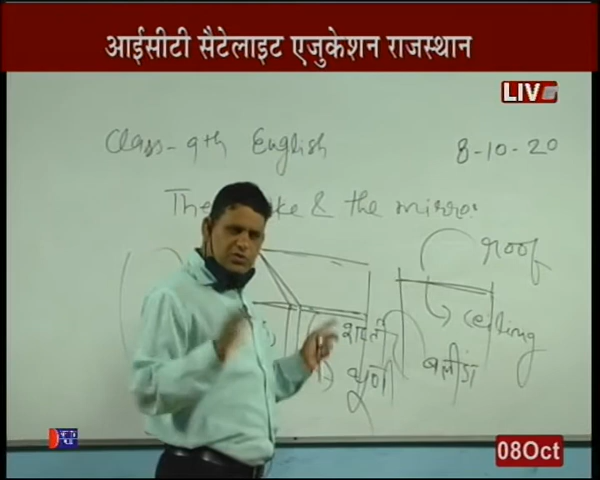 आईसीटी सैटेलाइट एजुकेशन राजस्थान
LIVE
Class - 9th English
8-10-20
The & the mirror
roof
ceiling
बलींडा
थूणी
08Oct